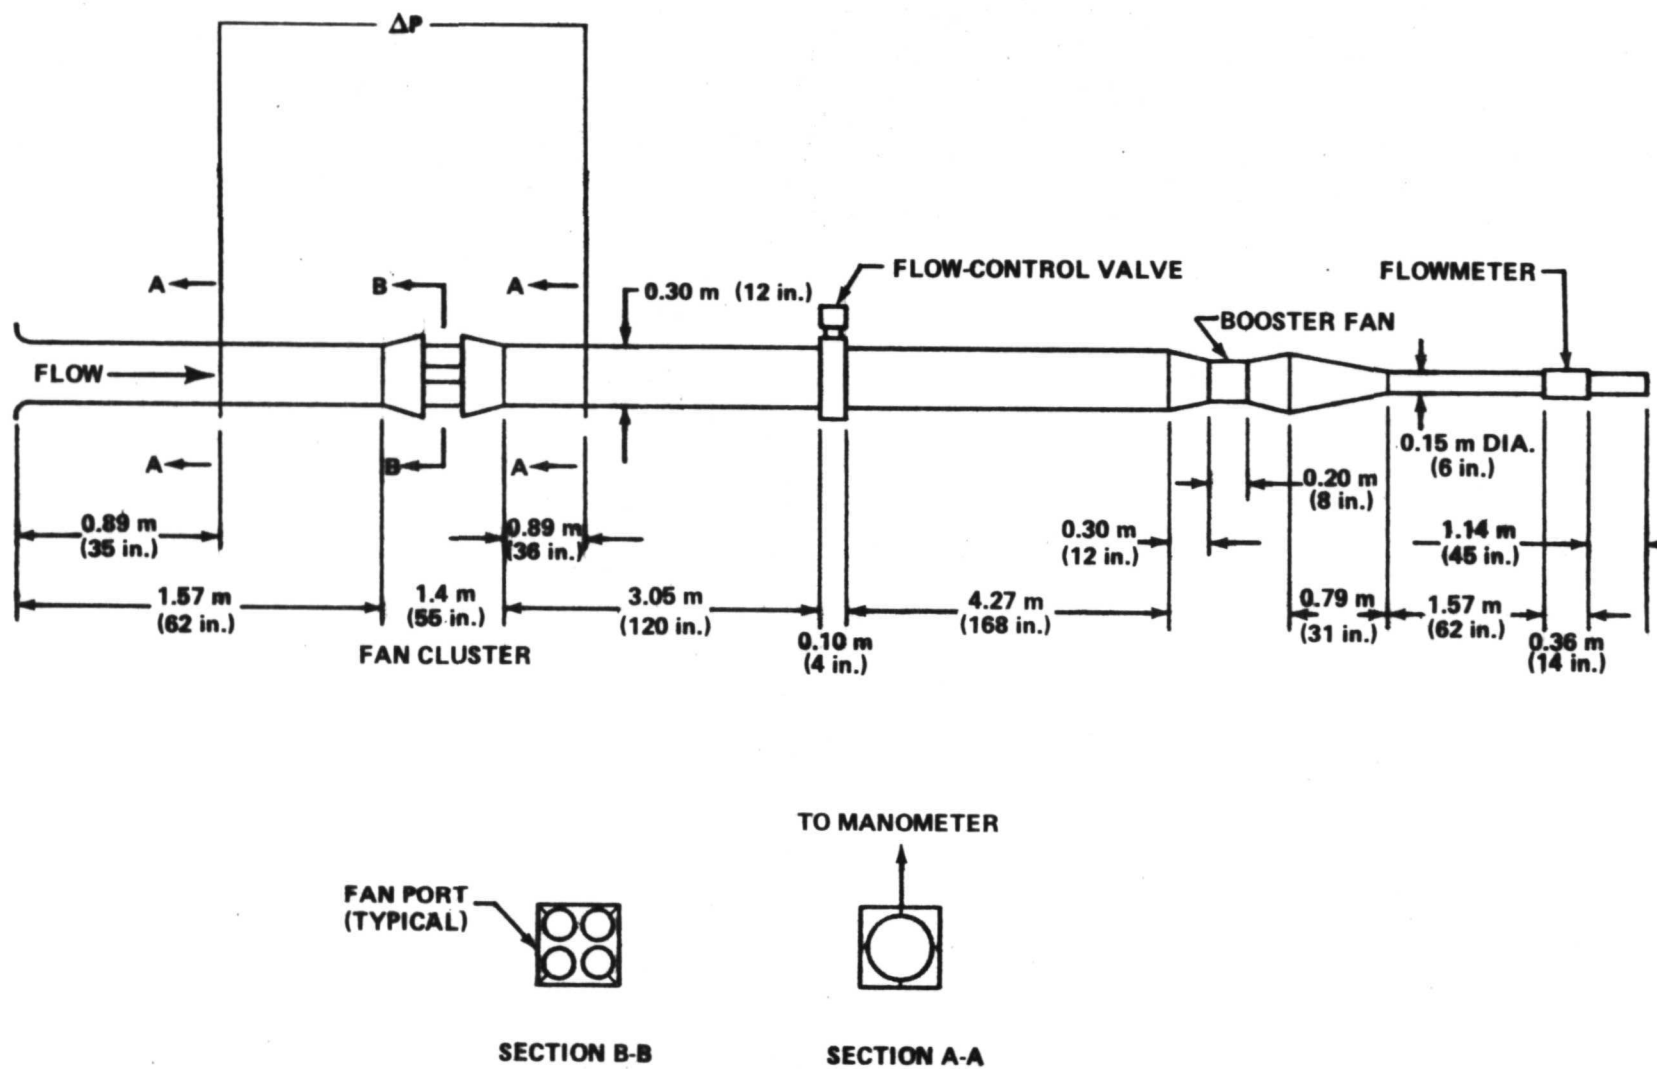 ΔP
A
B
A
0.30 m (12 in.)
FLOW-CONTROL VALVE
FLOWMETER
BOOSTER FAN
FLOW
A
B
A
0.15 m DIA.
(6 in.)
0.20 m
(8 in.)
0.89 m
(35 in.)
0.89 m
(36 in.)
0.30 m
(12 in.)
1.14 m
(45 in.)
1.57 m
(62 in.)
1.4 m
(55 in.)
3.05 m
(120 in.)
4.27 m
(168 in.)
0.79 m
(31 in.)
1.57 m
(62 in.)
FAN CLUSTER
0.10 m
(4 in.)
0.36 m
(14 in.)
TO MANOMETER
FAN PORT
(TYPICAL)
SECTION B-B
SECTION A-A